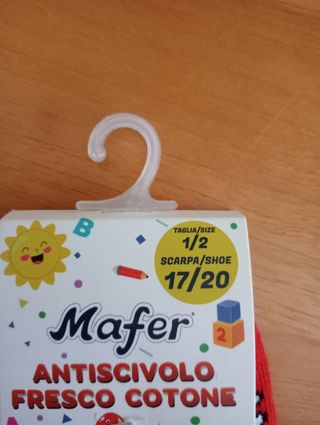 B
TAGLIA/SIZE
1/2
SCARPA/SHOE
17/20
Mafer
2
ANTISCIVOLO
FRESCO COTONE